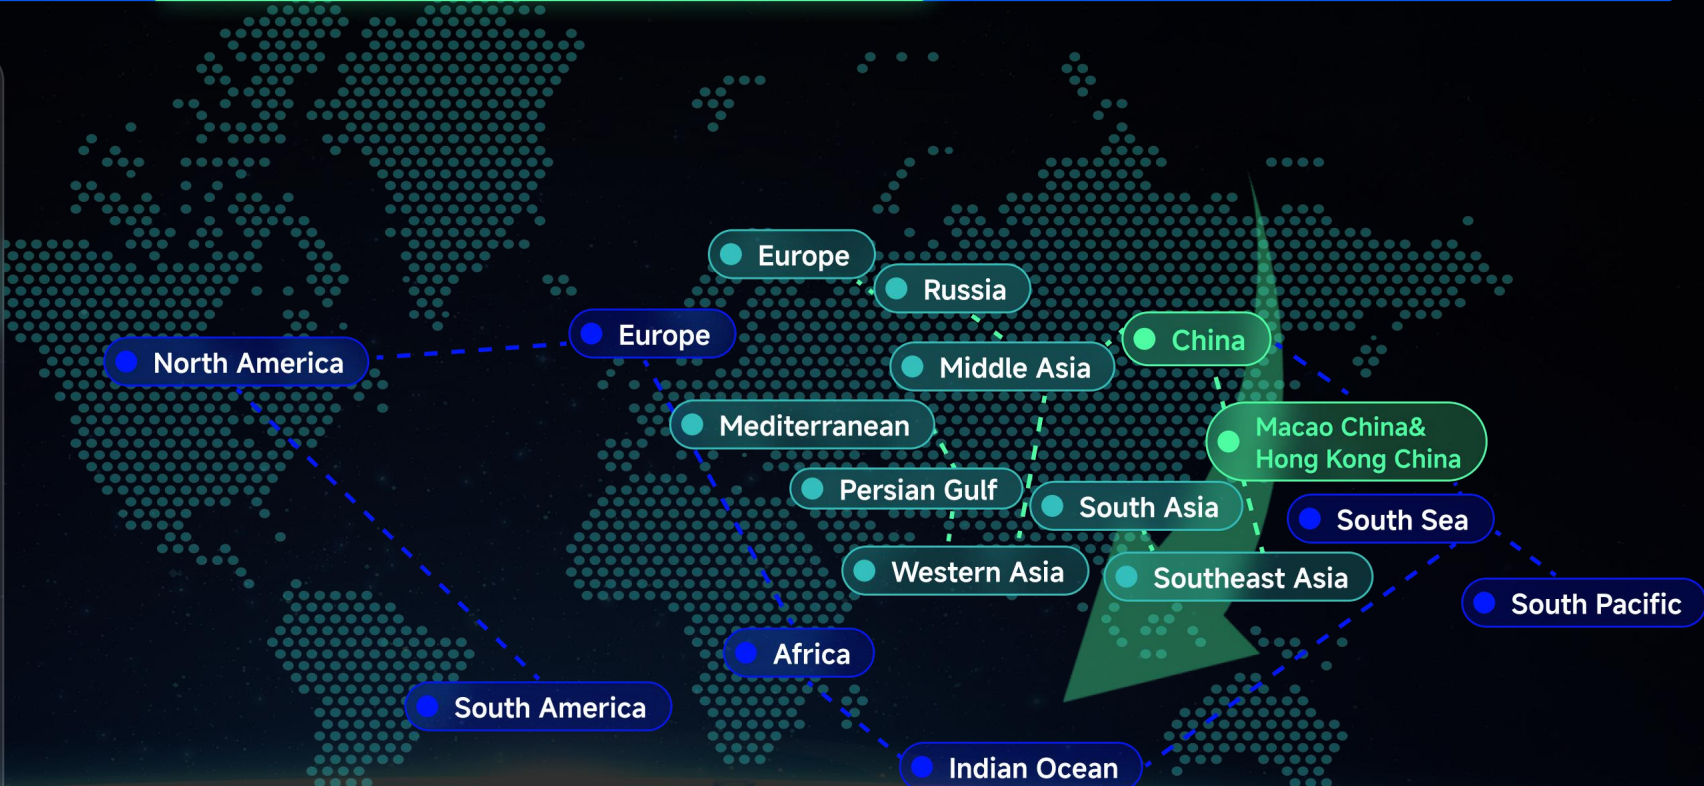 Europe
Russia
Europe
China
North America
Middle Asia
Mediterranean
Macao China&
Hong Kong China
Persian Gulf
South Asia
South Sea
Western Asia
Southeast Asia
South Pacific
Africa
South America
Indian Ocean